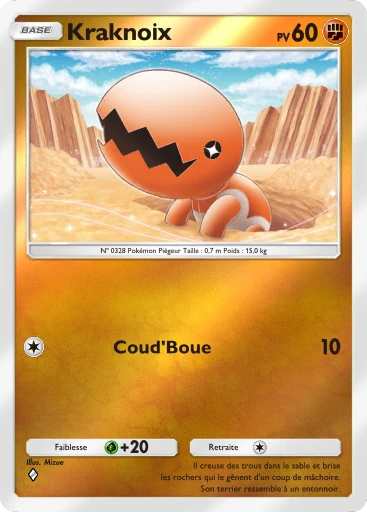 BASE Kraknoix PV 60
N° 0328 Pokémon Piégeur Taille : 0,7 m Poids : 15,0 kg
Coud'Boue 10
Faiblesse +20 Retraite
Illus. Mizue
Il creuse des trous dans le sable et brise
les rochers qui le gênent d'un coup de mâchoire.
Son terrier ressemble à un entonnoir.